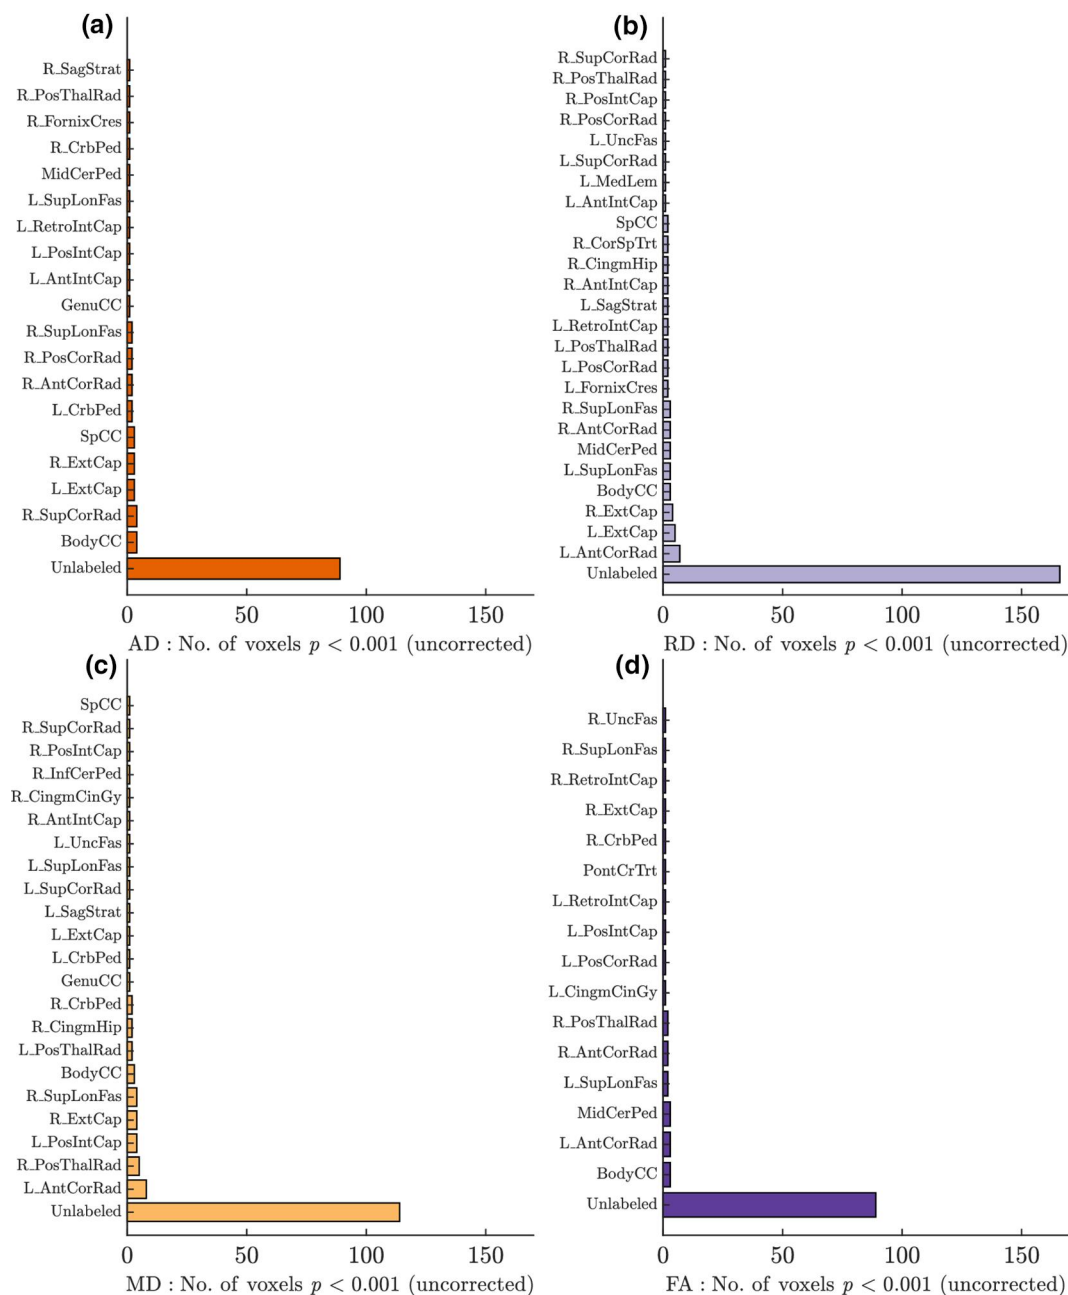 (a)
R_SagStrat
R_PosThalRad
R_FornixCres
R_CrbPed
MidCerPed
L_SupLonFas
L_RetroIntCap
L_PosIntCap
L_AntIntCap
GenuCC
R_SupLonFas
R_PosCorRad
R_AntCorRad
L_CrbPed
SpCC
R_ExtCap
L_ExtCap
R_SupCorRad
BodyCC
Unlabeled
0 50 100 150
AD : No. of voxels p < 0.001 (uncorrected)
(b)
R_SupCorRad
R_PosThalRad
R_PosIntCap
R_PosCorRad
L_UncFas
L_SupCorRad
L_MedLem
L_AntIntCap
SpCC
R_CorSpTrt
R_CingmHip
R_AntIntCap
L_SagStrat
L_RetroIntCap
L_PosThalRad
L_PosCorRad
L_FornixCres
R_SupLonFas
R_AntCorRad
MidCerPed
L_SupLonFas
BodyCC
R_ExtCap
L_ExtCap
L_AntCorRad
Unlabeled
0 50 100 150
RD : No. of voxels p < 0.001 (uncorrected)
(c)
SpCC
R_SupCorRad
R_PosIntCap
R_InfCerPed
R_CingmCinGy
R_AntIntCap
L_UncFas
L_SupLonFas
L_SupCorRad
L_SagStrat
L_ExtCap
L_CrbPed
GenuCC
R_CrbPed
R_CingmHip
L_PosThalRad
BodyCC
R_SupLonFas
R_ExtCap
L_PosIntCap
R_PosThalRad
L_AntCorRad
Unlabeled
0 50 100 150
MD : No. of voxels p < 0.001 (uncorrected)
(d)
R_UncFas
R_SupLonFas
R_RetroIntCap
R_ExtCap
R_CrbPed
PontCrTrt
L_RetroIntCap
L_PosIntCap
L_PosCorRad
L_CingmCinGy
R_PosThalRad
R_AntCorRad
L_SupLonFas
MidCerPed
L_AntCorRad
BodyCC
Unlabeled
0 50 100 150
FA : No. of voxels p < 0.001 (uncorrected)